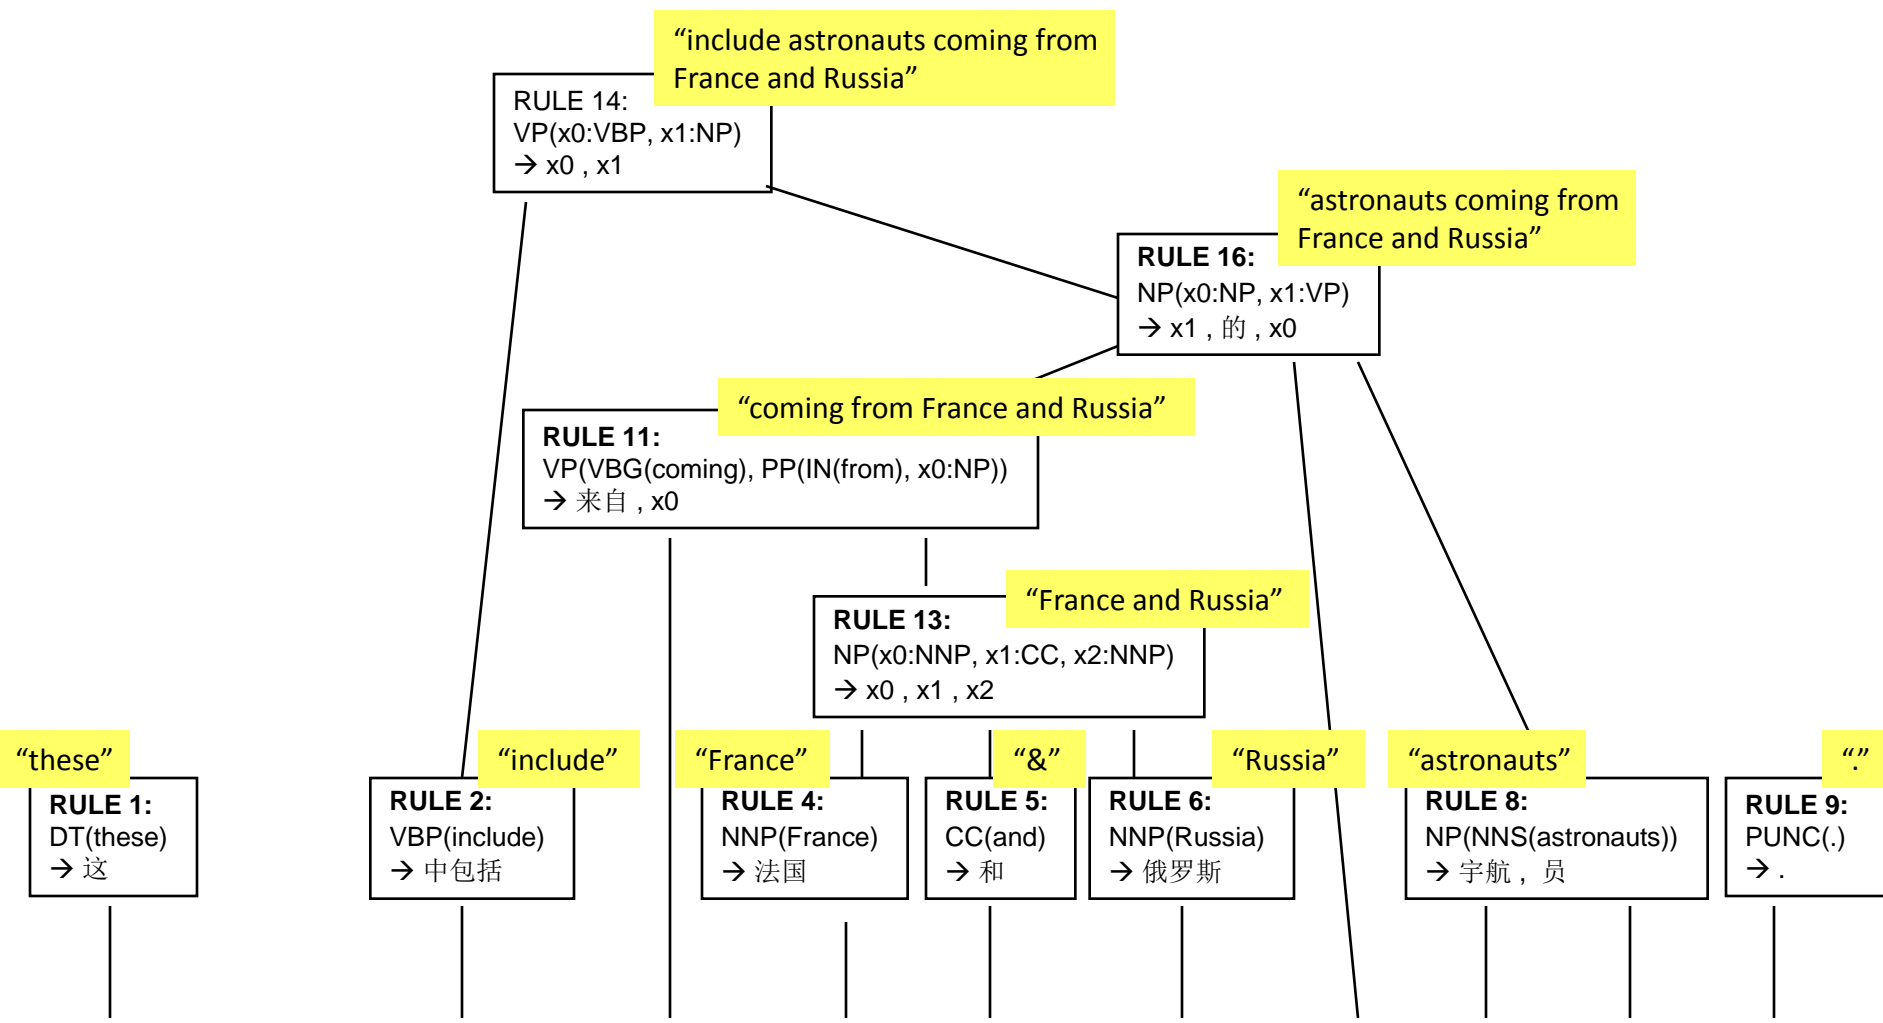 “include astronauts coming from
France and Russia”
RULE 14:
VP(x0:VBP, x1:NP)
→ x0 , x1
“astronauts coming from
France and Russia”
RULE 16:
NP(x0:NP, x1:VP)
→ x1 , 的 , x0
“coming from France and Russia”
RULE 11:
VP(VBG(coming), PP(IN(from), x0:NP))
→ 来自 , x0
“France and Russia”
RULE 13:
NP(x0:NNP, x1:CC, x2:NNP)
→ x0 , x1 , x2
“these”
RULE 1:
DT(these)
→ 这
“include”
RULE 2:
VBP(include)
→ 中包括
“France”
RULE 4:
NNP(France)
→ 法国
“&”
RULE 5:
CC(and)
→ 和
“Russia”
RULE 6:
NNP(Russia)
→ 俄罗斯
“astronauts”
RULE 8:
NP(NNS(astronauts))
→ 宇航 , 员
“.”
RULE 9:
PUNC(.)
→ .